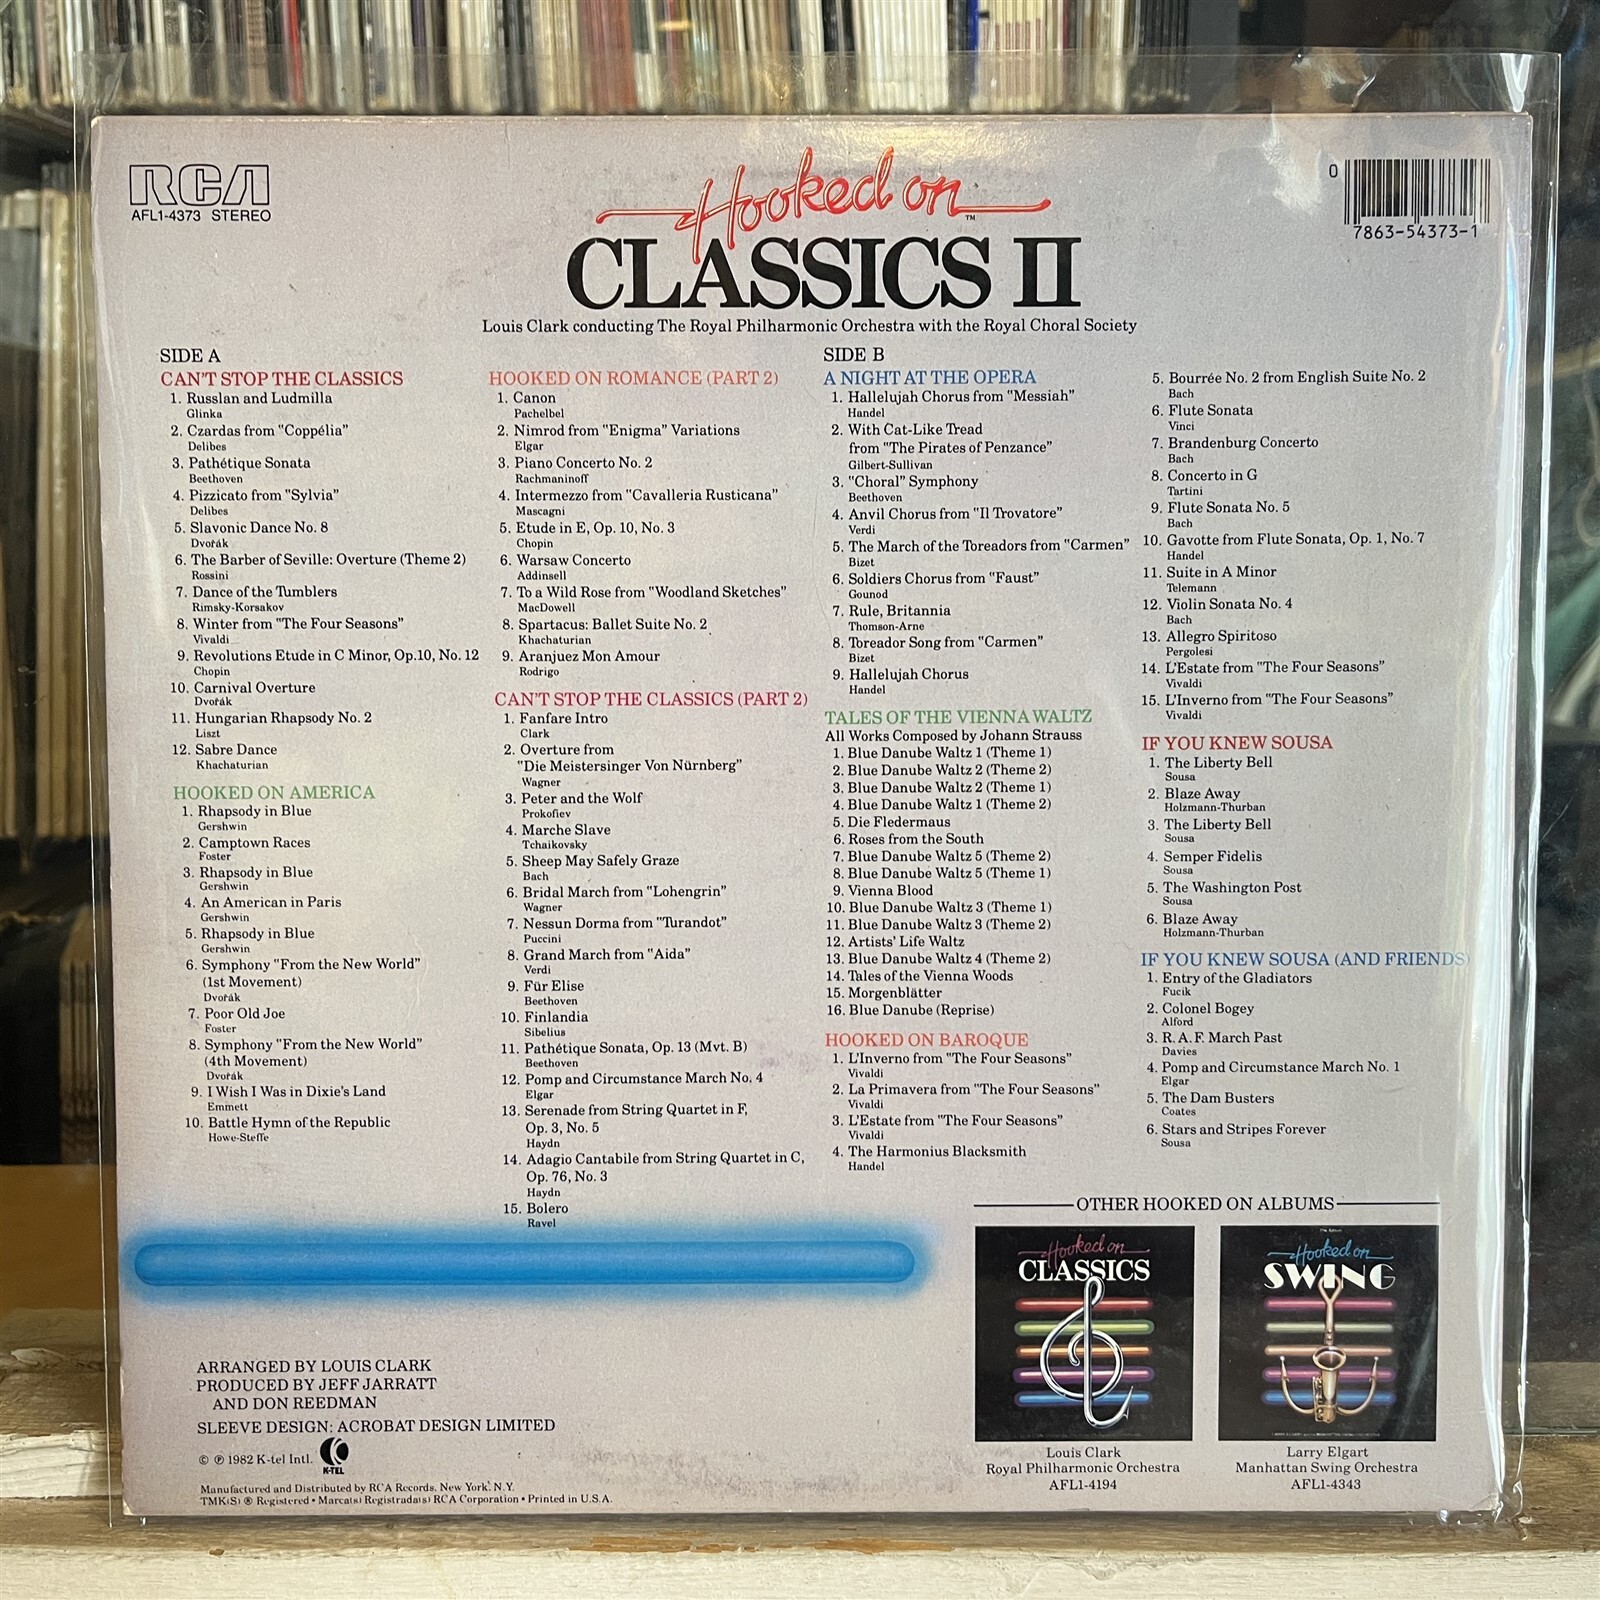 RCA
AFL1-4373 STEREO
Hooked on
™
CLASSICS II
0
7863-54373-1
Louis Clark conducting The Royal Philharmonic Orchestra with the Royal Choral Society
SIDE A
CAN'T STOP THE CLASSICS
1. Russlan and Ludmilla
Glinka
2. Czardas from "Coppélia"
Delibes
3. Pathétique Sonata
Beethoven
4. Pizzicato from "Sylvia"
Delibes
5. Slavonic Dance No. 8
Dvořák
6. The Barber of Seville: Overture (Theme 2)
Rossini
7. Dance of the Tumblers
Rimsky-Korsakov
8. Winter from "The Four Seasons"
Vivaldi
9. Revolutions Etude in C Minor, Op.10, No. 12
Chopin
10. Carnival Overture
Dvořák
11. Hungarian Rhapsody No. 2
Liszt
12. Sabre Dance
Khachaturian
HOOKED ON AMERICA
1. Rhapsody in Blue
Gershwin
2. Camptown Races
Foster
3. Rhapsody in Blue
Gershwin
4. An American in Paris
Gershwin
5. Rhapsody in Blue
Gershwin
6. Symphony "From the New World"
(1st Movement)
Dvořák
7. Poor Old Joe
Foster
8. Symphony "From the New World"
(4th Movement)
Dvořák
9. I Wish I Was in Dixie's Land
Emmett
10. Battle Hymn of the Republic
Howe-Steffe
HOOKED ON ROMANCE (PART 2)
1. Canon
Pachelbel
2. Nimrod from "Enigma" Variations
Elgar
3. Piano Concerto No. 2
Rachmaninoff
4. Intermezzo from "Cavalleria Rusticana"
Mascagni
5. Etude in E, Op. 10, No. 3
Chopin
6. Warsaw Concerto
Addinsell
7. To a Wild Rose from "Woodland Sketches"
MacDowell
8. Spartacus: Ballet Suite No. 2
Khachaturian
9. Aranjuez Mon Amour
Rodrigo
CAN'T STOP THE CLASSICS (PART 2)
1. Fanfare Intro
Clark
2. Overture from
"Die Meistersinger Von Nürnberg"
Wagner
3. Peter and the Wolf
Prokofiev
4. Marche Slave
Tchaikovsky
5. Sheep May Safely Graze
Bach
6. Bridal March from "Lohengrin"
Wagner
7. Nessun Dorma from "Turandot"
Puccini
8. Grand March from "Aida"
Verdi
9. Für Elise
Beethoven
10. Finlandia
Sibelius
11. Pathétique Sonata, Op. 13 (Mvt. B)
Beethoven
12. Pomp and Circumstance March No. 4
Elgar
13. Serenade from String Quartet in F,
Op. 3, No. 5
Haydn
14. Adagio Cantabile from String Quartet in C,
Op. 76, No. 3
Haydn
15. Bolero
Ravel
SIDE B
A NIGHT AT THE OPERA
1. Hallelujah Chorus from "Messiah"
Handel
2. With Cat-Like Tread
from "The Pirates of Penzance"
Gilbert-Sullivan
3. "Choral" Symphony
Beethoven
4. Anvil Chorus from "Il Trovatore"
Verdi
5. The March of the Toreadors from "Carmen"
Bizet
6. Soldiers Chorus from "Faust"
Gounod
7. Rule, Britannia
Thomson-Arne
8. Toreador Song from "Carmen"
Bizet
9. Hallelujah Chorus
Handel
TALES OF THE VIENNA WALTZ
All Works Composed by Johann Strauss
1. Blue Danube Waltz 1 (Theme 1)
2. Blue Danube Waltz 2 (Theme 2)
3. Blue Danube Waltz 2 (Theme 1)
4. Blue Danube Waltz 1 (Theme 2)
5. Die Fledermaus
6. Roses from the South
7. Blue Danube Waltz 5 (Theme 2)
8. Blue Danube Waltz 5 (Theme 1)
9. Vienna Blood
10. Blue Danube Waltz 3 (Theme 1)
11. Blue Danube Waltz 3 (Theme 2)
12. Artists' Life Waltz
13. Blue Danube Waltz 4 (Theme 2)
14. Tales of the Vienna Woods
15. Morgenblätter
16. Blue Danube (Reprise)
HOOKED ON BAROQUE
1. L'Inverno from "The Four Seasons"
Vivaldi
2. La Primavera from "The Four Seasons"
Vivaldi
3. L'Estate from "The Four Seasons"
Vivaldi
4. The Harmonius Blacksmith
Handel
5. Bourrée No. 2 from English Suite No. 2
Bach
6. Flute Sonata
Vinci
7. Brandenburg Concerto
Bach
8. Concerto in G
Tartini
9. Flute Sonata No. 5
Bach
10. Gavotte from Flute Sonata, Op. 1, No. 7
Handel
11. Suite in A Minor
Telemann
12. Violin Sonata No. 4
Bach
13. Allegro Spiritoso
Pergolesi
14. L'Estate from "The Four Seasons"
Vivaldi
15. L'Inverno from "The Four Seasons"
Vivaldi
IF YOU KNEW SOUSA
1. The Liberty Bell
Sousa
2. Blaze Away
Holzmann-Thurban
3. The Liberty Bell
Sousa
4. Semper Fidelis
Sousa
5. The Washington Post
Sousa
6. Blaze Away
Holzmann-Thurban
IF YOU KNEW SOUSA (AND FRIENDS)
1. Entry of the Gladiators
Fucik
2. Colonel Bogey
Alford
3. R.A.F. March Past
Davies
4. Pomp and Circumstance March No. 1
Elgar
5. The Dam Busters
Coates
6. Stars and Stripes Forever
Sousa
OTHER HOOKED ON ALBUMS
Hooked on
CLASSICS
Louis Clark
Royal Philharmonic Orchestra
AFL1-4194
Hooked on
SWING
Larry Elgart
Manhattan Swing Orchestra
AFL1-4343
ARRANGED BY LOUIS CLARK
PRODUCED BY JEFF JARRATT
AND DON REEDMAN
SLEEVE DESIGN: ACROBAT DESIGN LIMITED
© ℗ 1982 K-tel Intl.
K-TEL
Manufactured and Distributed by RCA Records, New York, N.Y.
TMK(S) ® Registered • Marca(s) Registrada(s) RCA Corporation • Printed in U.S.A.